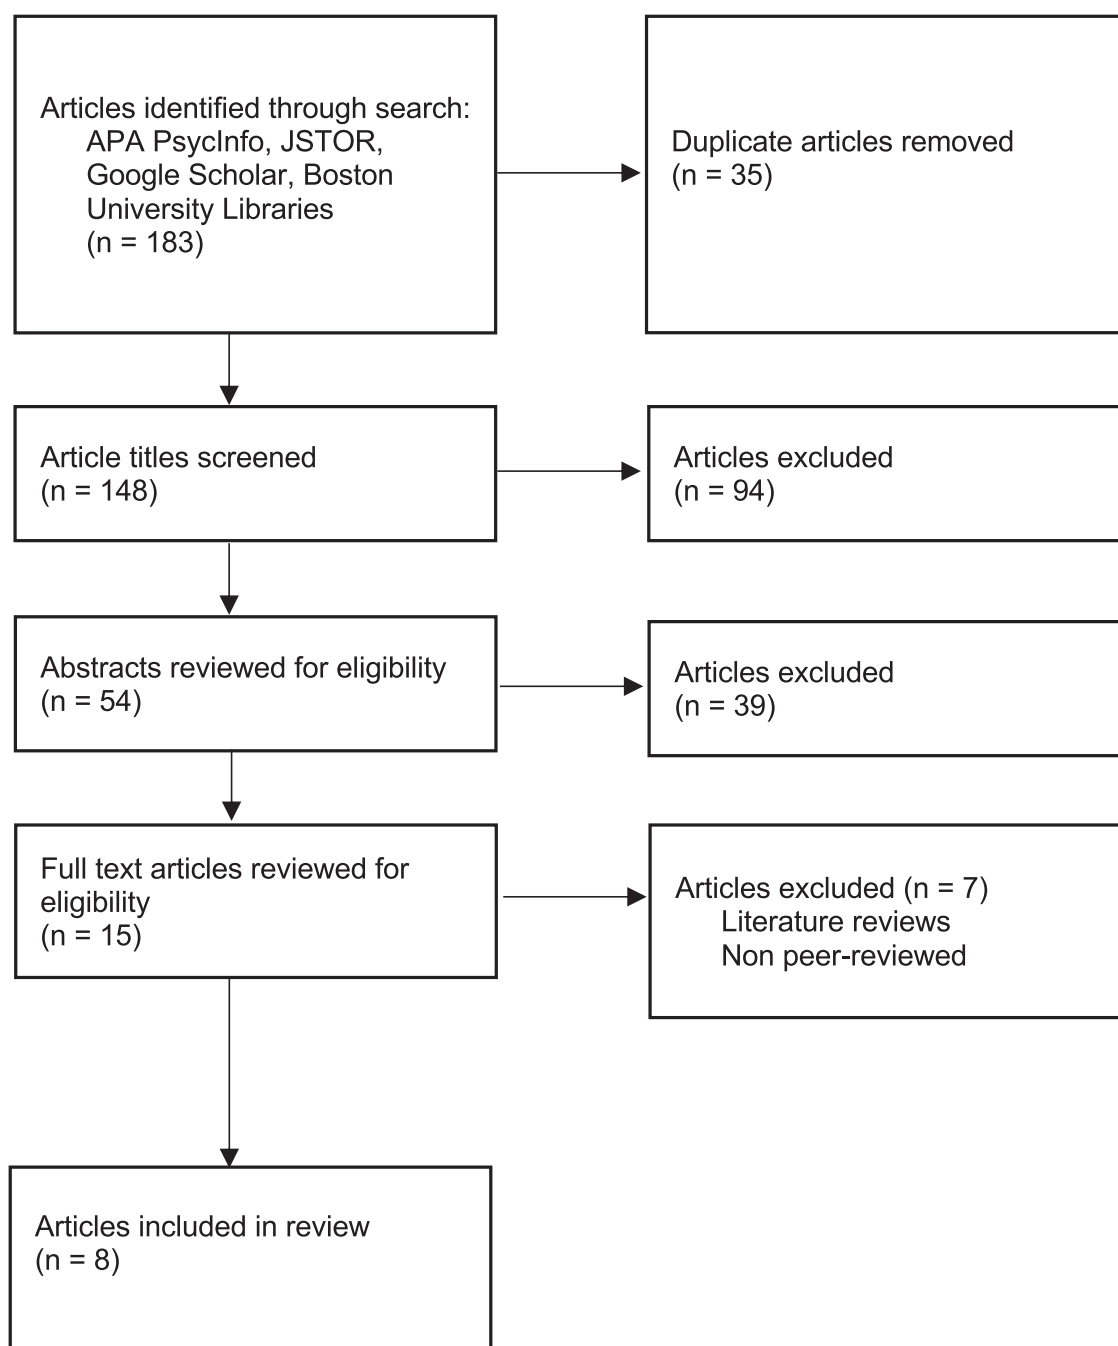 Articles identified through search:
APA PsycInfo, JSTOR,
Google Scholar, Boston
University Libraries
(n = 183)
Duplicate articles removed
(n = 35)
Article titles screened
(n = 148)
Articles excluded
(n = 94)
Abstracts reviewed for eligibility
(n = 54)
Articles excluded
(n = 39)
Full text articles reviewed for
eligibility
(n = 15)
Articles excluded (n = 7)
Literature reviews
Non peer-reviewed
Articles included in review
(n = 8)